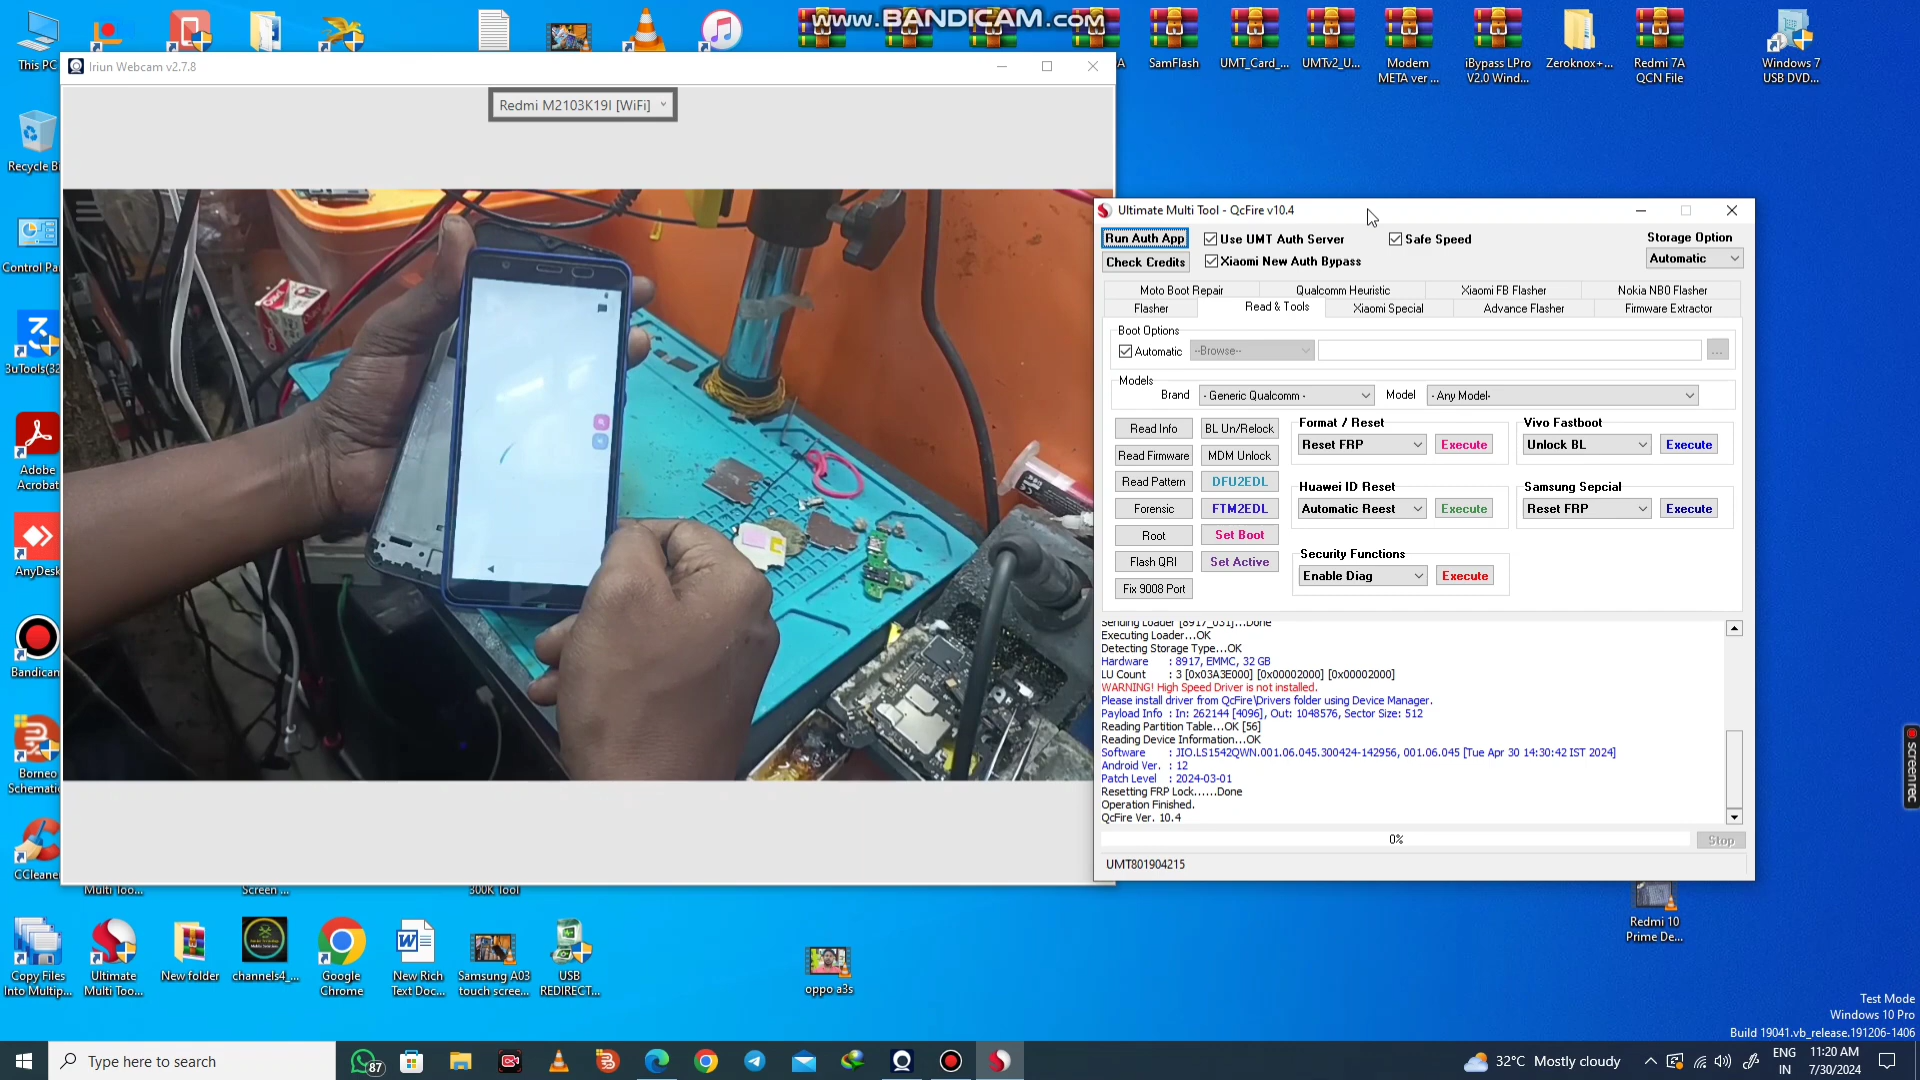 www.BANDICAM.com
This PC
SamFlash
UMT_Card_...
UMTv2_U...
Modem
META ver ...
iBypass LPro
V2.0 Wind...
Zeroknox+...
Redmi 7A
QCN File
Windows 7
USB DVD...
Iriun Webcam v2.7.8
Redmi M2103K19I [WiFi]
Recycle Bi
Control Pa
3uTools(32
Adobe
Acrobat
AnyDesk
Bandicam
Borneo
Schematic
CCleaner
Ultimate Multi Tool - QcFire v10.4
Run Auth App
Use UMT Auth Server
Safe Speed
Storage Option
Check Credits
Xiaomi New Auth Bypass
Automatic
Moto Boot Repair
Qualcomm Heuristic
Xiaomi FB Flasher
Nokia NB0 Flasher
Flasher
Read & Tools
Xiaomi Special
Advance Flasher
Firmware Extractor
Boot Options
Automatic
--Browse--
...
Models
Brand
- Generic Qualcomm -
Model
- Any Model-
Read Info
BL Un/Relock
Format / Reset
Vivo Fastboot
Reset FRP
Execute
Unlock BL
Execute
Read Firmware
MDM Unlock
Read Pattern
DFU2EDL
Huawei ID Reset
Samsung Sepcial
Forensic
FTM2EDL
Automatic Reest
Execute
Reset FRP
Execute
Root
Set Boot
Security Functions
Flash QRI
Set Active
Enable Diag
Execute
Fix 9008 Port
Sending Loader [8917_031]...Done
Executing Loader...OK
Detecting Storage Type...OK
Hardware : 8917, EMMC, 32 GB
LU Count : 3 [0x03A3E000] [0x00002000] [0x00002000]
WARNING! High Speed Driver is not installed.
Please install driver from QcFire\Drivers folder using Device Manager.
Payload Info : In: 262144 [4096], Out: 1048576, Sector Size: 512
Reading Partition Table...OK [56]
Reading Device Information...OK
Software : JIO.LS1542QWN.001.06.045.300424-142956, 001.06.045 [Tue Apr 30 14:30:42 IST 2024]
Android Ver. : 12
Patch Level : 2024-03-01
Resetting FRP Lock......Done
Operation Finished.
QcFire Ver. 10.4
0%
Stop
UMT801904215
Multi Too...
Screen ...
300K Tool
Redmi 10
Prime De...
Copy Files
Into Multip...
Ultimate
Multi Too...
New folder
channels4_...
Google
Chrome
New Rich
Text Doc...
Samsung A03
touch scree...
USB
REDIRECT...
oppo a3s
screenrec
Test Mode
Windows 10 Pro
Build 19041.vb_release.191206-1406
Type here to search
87
32°C Mostly cloudy
ENG
IN
11:20 AM
7/30/2024